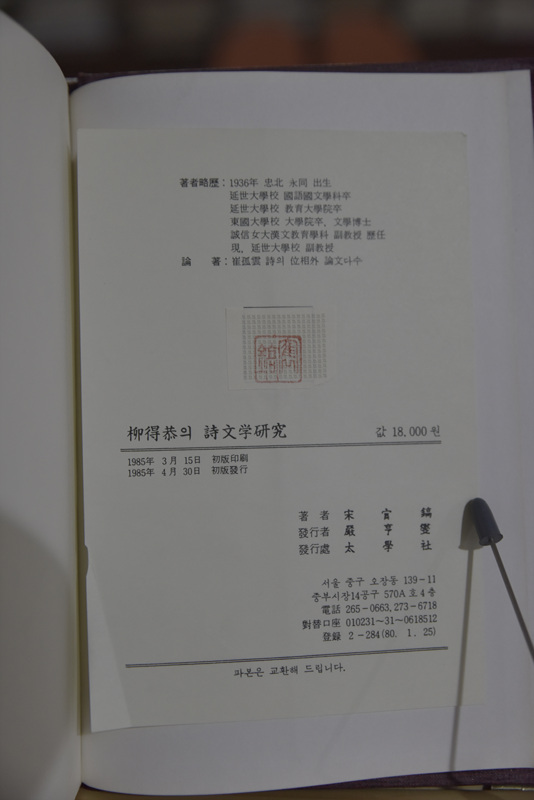 著者略歷 : 1936年 忠北 永同 出生
延世大學校 國語國文學科卒
延世大學校 教育大學院卒
東國大學校 大學院卒, 文學博士
誠信女大漢文教育學科 副教授 歷任
現, 延世大學校 副教授
論 著 : 崔孤雲 詩의 位相外 論文다수
柳得恭의 詩文学研究 값 18,000원
1985年 3月 15日 初版印刷
1985年 4月 30日 初版發行
著者 宋寯鎬
發行者 嚴亨
發行處 太學社
서울 중구 오장동 139-11
중부시장14공구 570A 호 4층
電話 265-0663, 273-6718
對替口座 010231-31-0618512
登録 2-284(80. 1. 25)
파본은 교환해 드립니다.